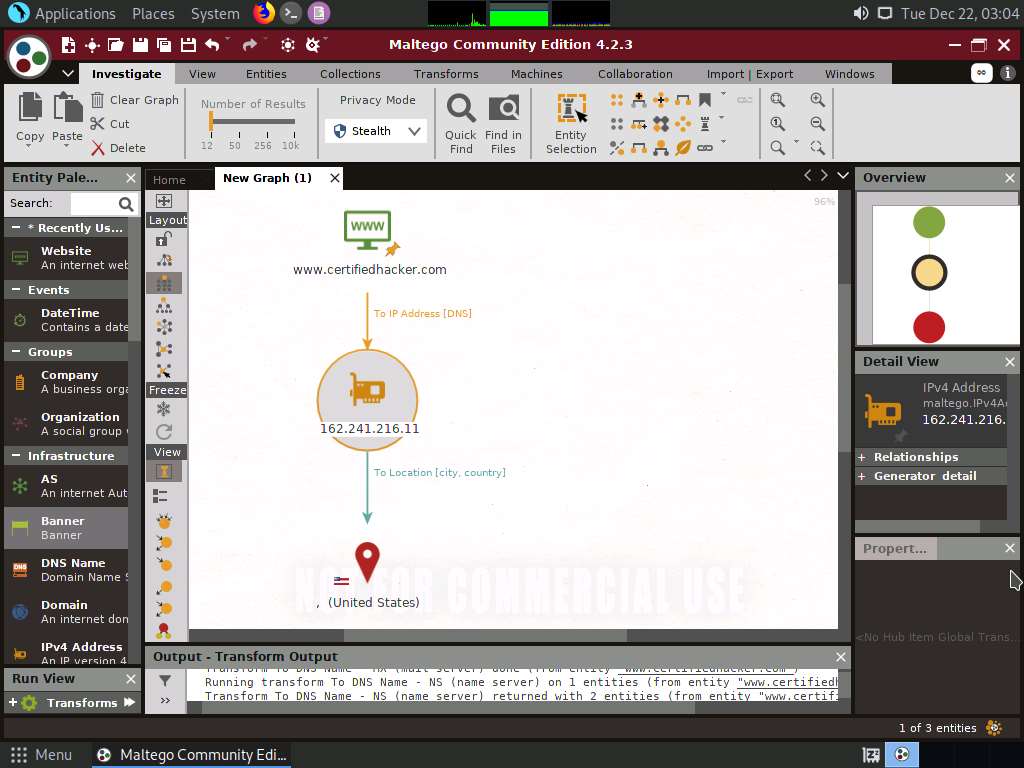 Applications Places System Tue Dec 22, 03:04
Maltego Community Edition 4.2.3
Investigate View Entities Collections Transforms Machines Collaboration Import | Export Windows
Copy
Paste
Clear Graph
Cut
Delete
Number of Results
12 50 256 10k
Privacy Mode
Stealth
Quick
Find
Find in
Files
Entity
Selection
Entity Pale...
Search:
* Recently Us...
Website
An internet web
Events
DateTime
Contains a date
Groups
Company
A business orga
Organization
A social group
Infrastructure
AS
An internet Aut
Banner
Banner
DNS Name
Domain Name S
Domain
An internet don
IPv4 Address
An IP version 4
Run View
+ Transforms
Home New Graph (1)
Layout
Freeze
View
96%
www
www.certifiedhacker.com
To IP Address [DNS]
162.241.216.11
To Location [city, country]
, (United States)
NOT FOR COMMERCIAL USE
Output - Transform Output
Transform To DNS Name - MX (mail server) done (from entity "www.certifiedhacker.com")
Running transform To DNS Name - NS (name server) on 1 entities (from entity "www.certifiedh
Transform To DNS Name - NS (name server) returned with 2 entities (from entity "www.certifi
Overview
Detail View
IPv4 Address
maltego.IPv4A
162.241.216.
+ Relationships
+ Generator detail
Propert...
<No Hub Item Global Trans...
1 of 3 entities
Menu Maltego Community Edi...